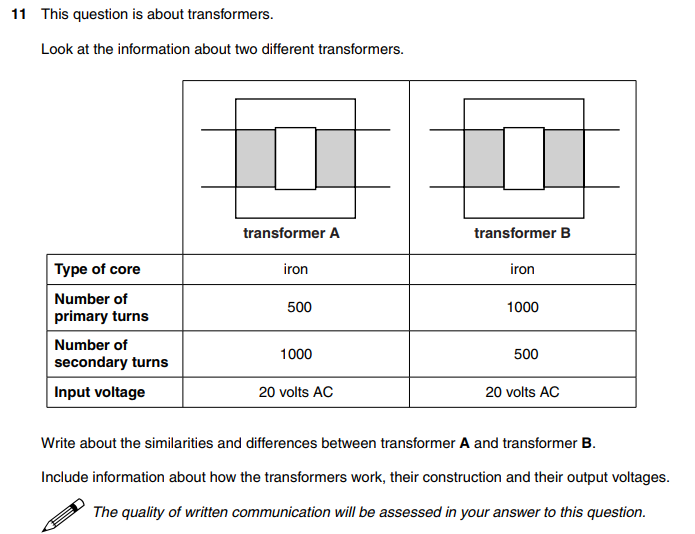 11 This question is about transformers.
Look at the information about two different transformers.
transformer A transformer B
Type of core iron iron
Number of
primary turns 500 1000
Number of
secondary turns 1000 500
Input voltage 20 volts AC 20 volts AC
Write about the similarities and differences between transformer A and transformer B.
Include information about how the transformers work, their construction and their output voltages.
The quality of written communication will be assessed in your answer to this question.